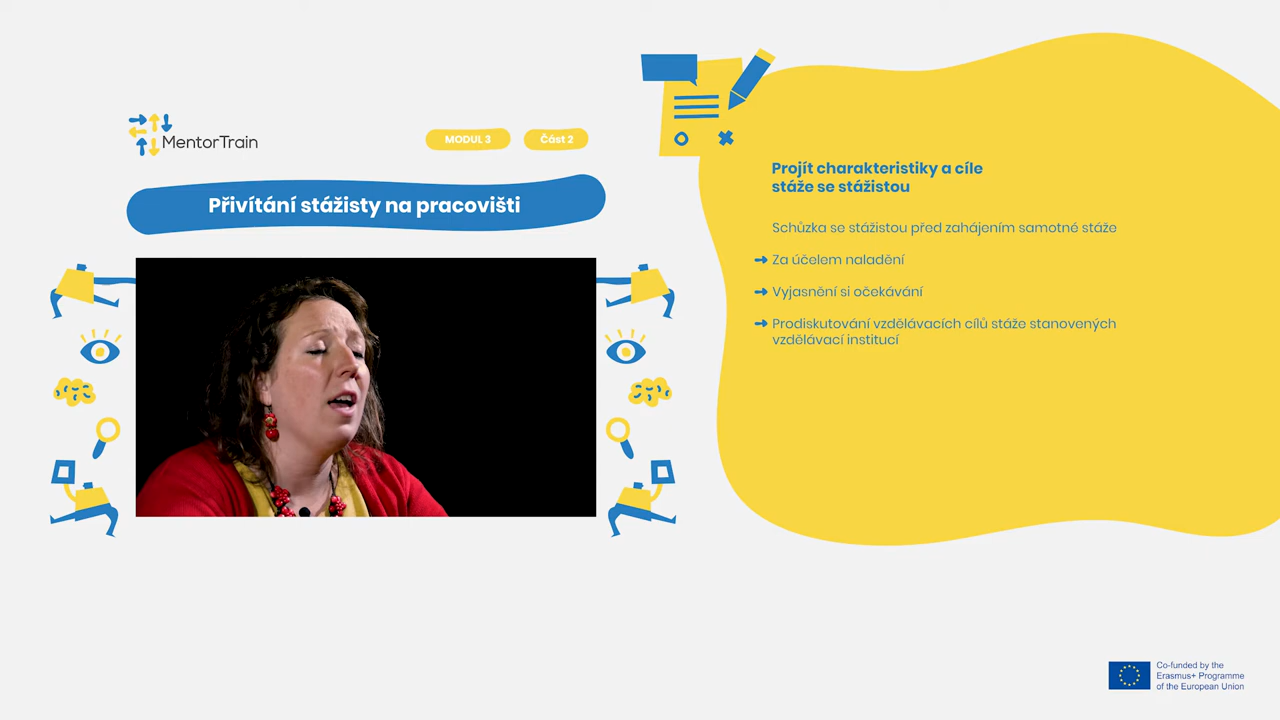 MentorTrain
MODUL 3
Část 2
Přivítání stážisty na pracovišti
Projít charakteristiky a cíle
stáže se stážistou
Schůzka se stážistou před zahájením samotné stáže
Za účelem naladění
Vyjasnění si očekávání
Prodiskutování vzdělávacích cílů stáže stanovených
vzdělávací institucí
Co-funded by the
Erasmus+ Programme
of the European Union